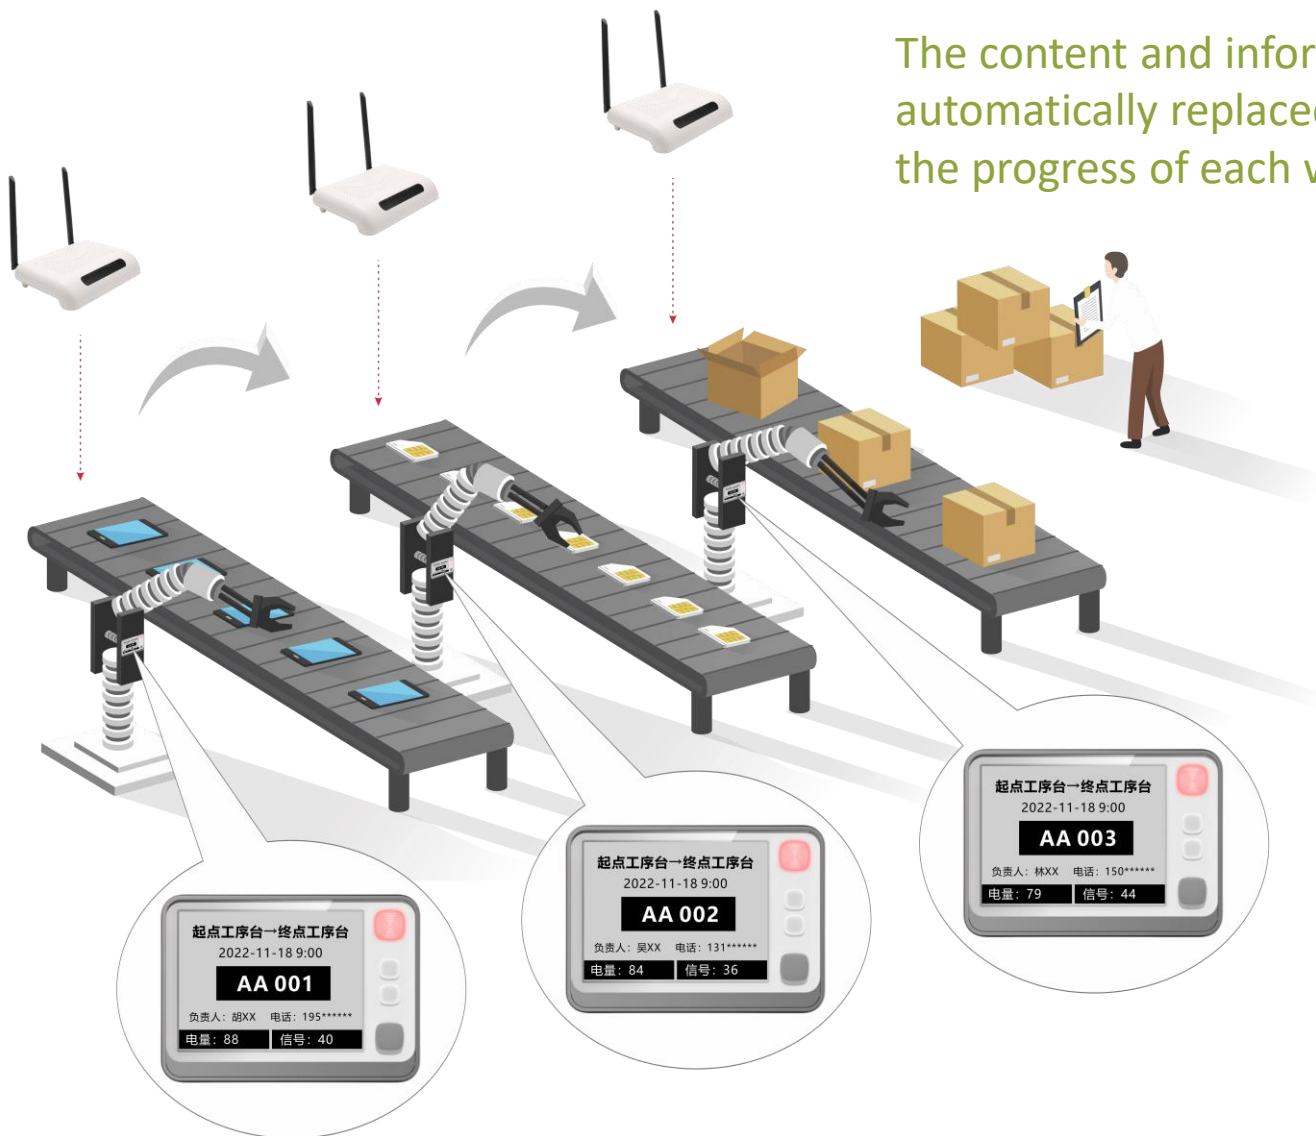 The content and infor
automatically replace
the progress of each
起点工序台→终点工序台
2022-11-18 9:00
AA 001
负责人：胡XX 电话：195******
电量：88 信号：40
起点工序台→终点工序台
2022-11-18 9:00
AA 002
负责人：吴XX 电话：131******
电量：84 信号：36
起点工序台→终点工序台
2022-11-18 9:00
AA 003
负责人：林XX 电话：150******
电量：79 信号：44